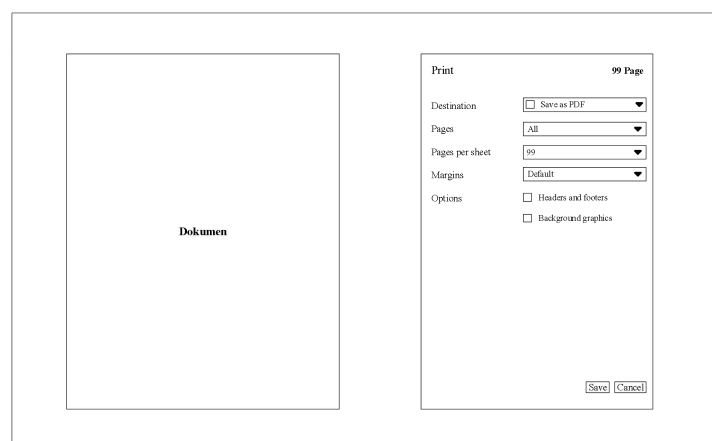 Dokumen
Print 99 Page
Destination Save as PDF
Pages All
Pages per sheet 99
Margins Default
Options Headers and footers
Background graphics
Save Cancel